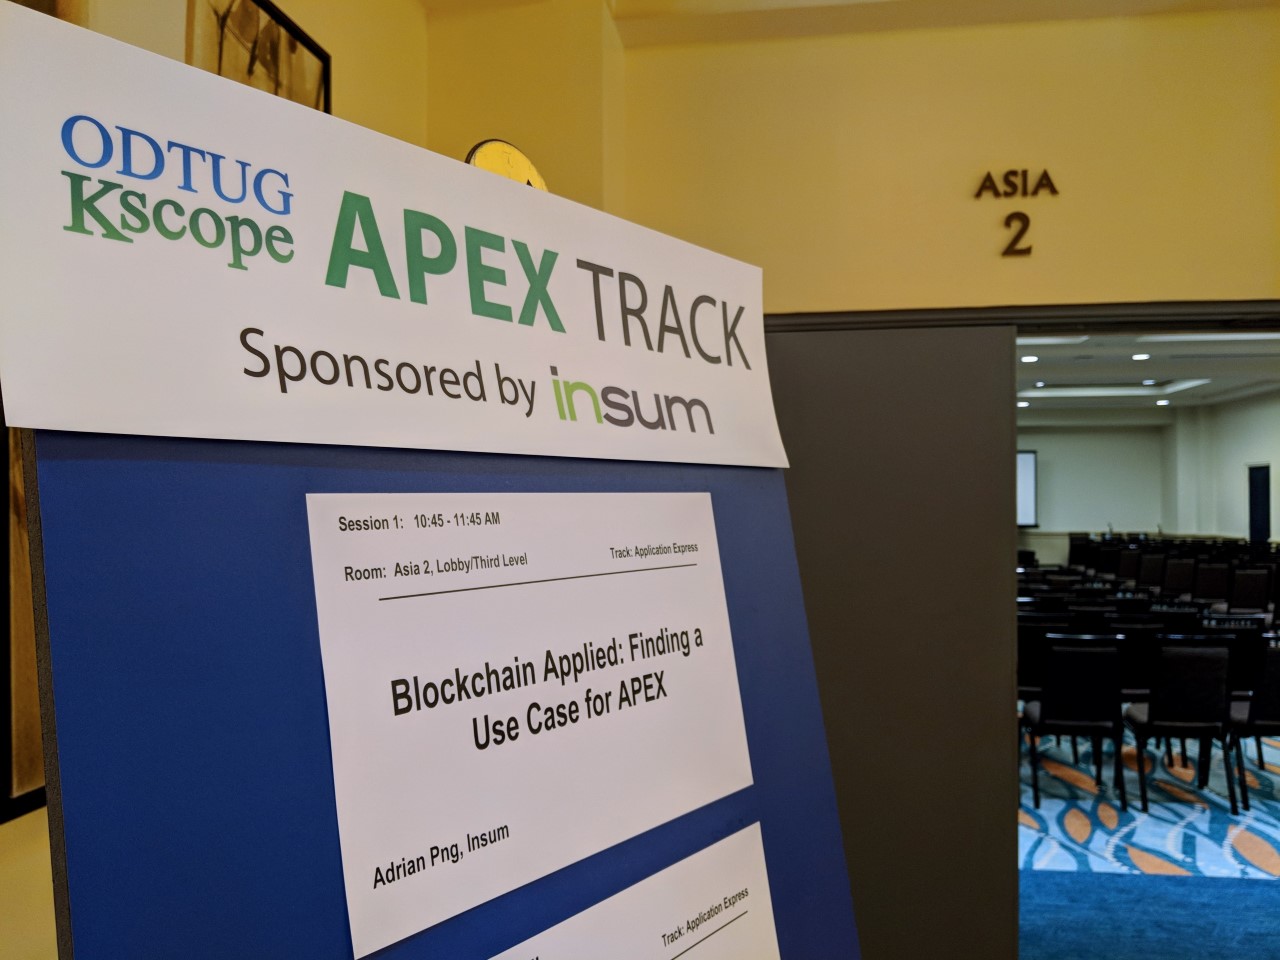 ODTUG
Kscope
APEX TRACK
Sponsored by insum
ASIA
2
Session 1: 10:45 - 11:45 AM
Room: Asia 2, Lobby/Third Level
Track: Application Express
Blockchain Applied: Finding a
Use Case for APEX
Adrian Png, Insum
Track: Application Express